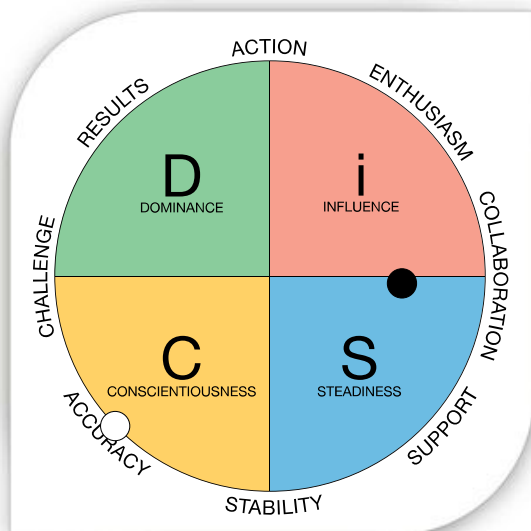 ACTION
RESULTS
ENTHUSIASM
D
DOMINANCE
i
INFLUENCE
CHALLENGE
COLLABORATION
C
CONSCIENTIOUSNESS
S
STEADINESS
ACCURACY
SUPPORT
STABILITY